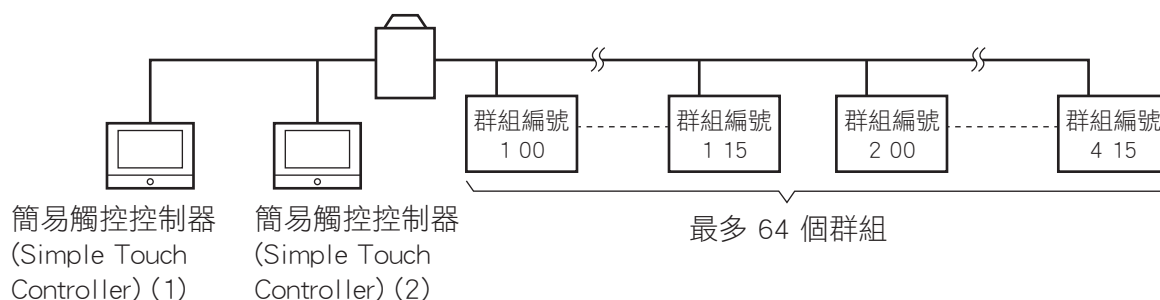 群組編號
1 00
群組編號
1 15
群組編號
2 00
群組編號
4 15
簡易觸控控制器
(Simple Touch
Controller) (1)
簡易觸控控制器
(Simple Touch
Controller) (2)
最多 64 個群組